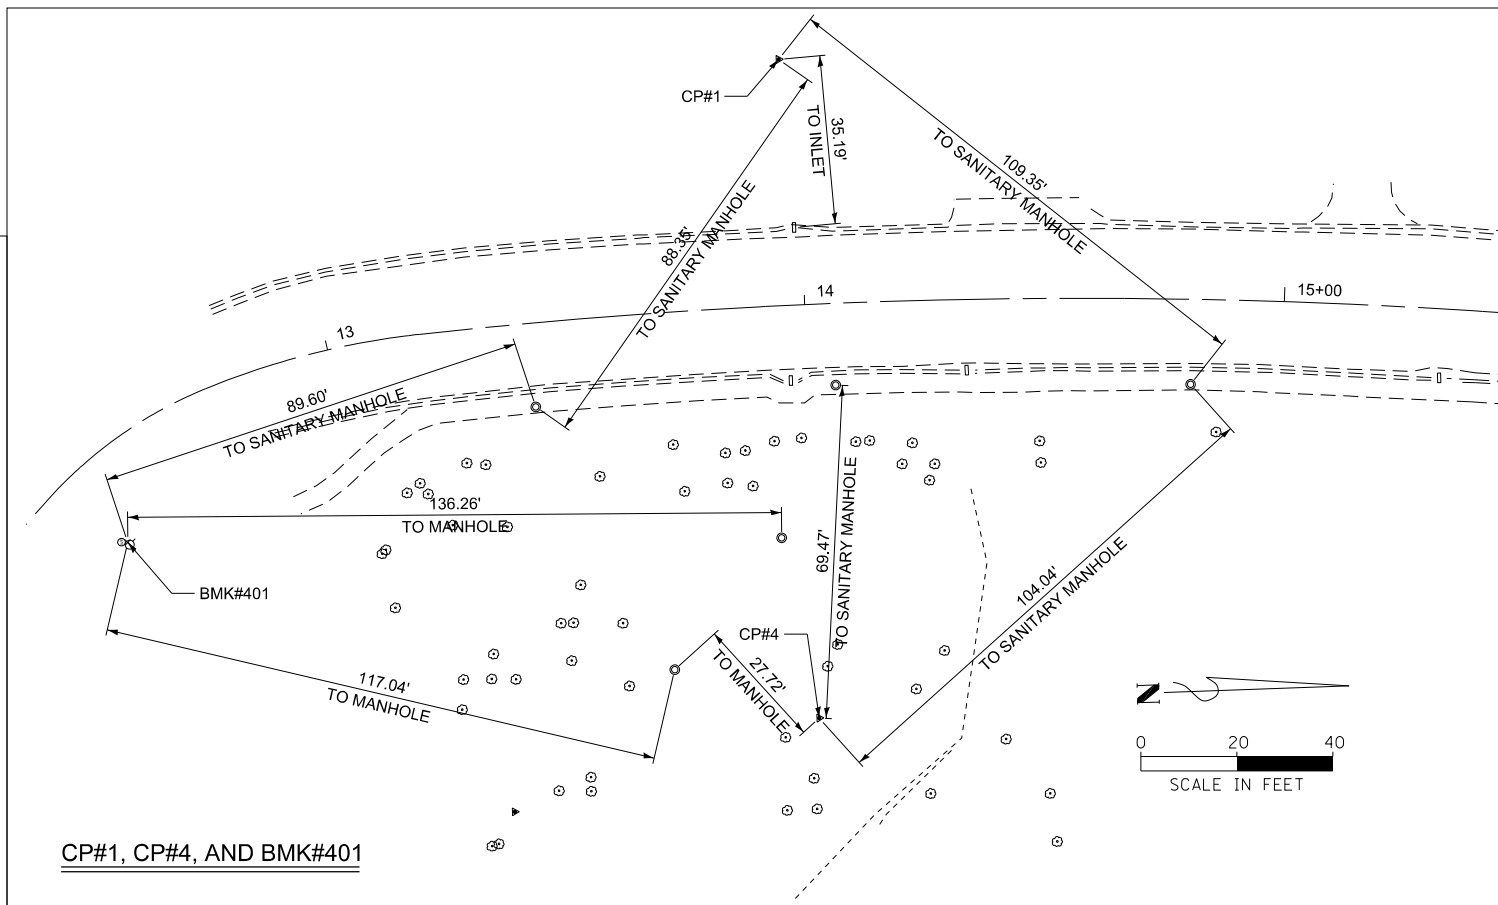 CP#1
35.19'
TO INLET
109.35'
TO SANITARY MANHOLE
88.35'
TO SANITARY MANHOLE
13
14
15+00
89.60'
TO SANITARY MANHOLE
136.26'
TO MANHOLE
BMK#401
69.47'
TO SANITARY MANHOLE
104.04'
TO SANITARY MANHOLE
CP#4
27.72'
TO MANHOLE
117.04'
TO MANHOLE
N
0 20 40
SCALE IN FEET
CP#1, CP#4, AND BMK#401